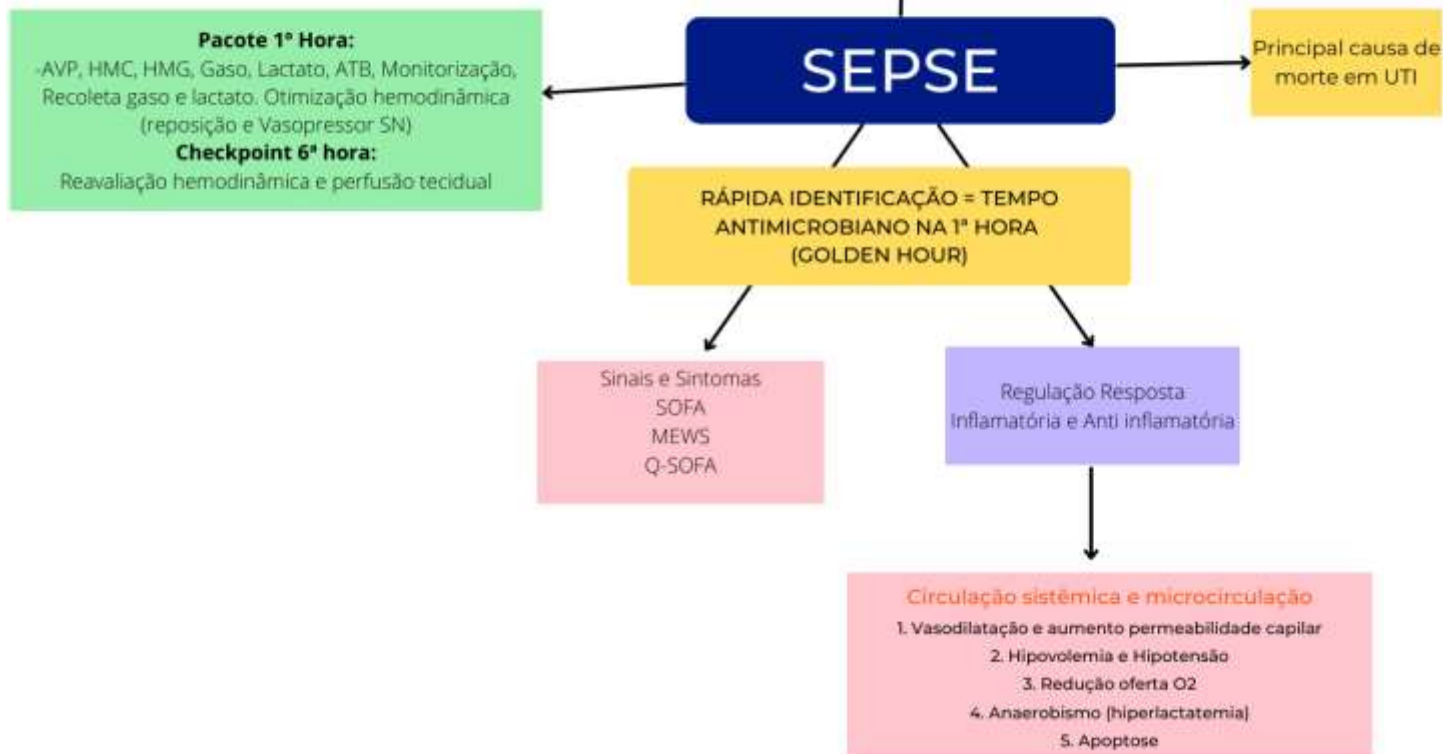 Pacote 1º Hora:
-AVP, HMC, HMG, Gaso, Lactato, ATB, Monitorização,
Recoleta gaso e lactato. Otimização hemodinâmica
(reposição e Vasopressor SN)
Checkpoint 6ª hora:
Reavaliação hemodinâmica e perfusão tecidual
SEPSE
Principal causa de
morte em UTI
RÁPIDA IDENTIFICAÇÃO = TEMPO
ANTIMICROBIANO NA 1ª HORA
(GOLDEN HOUR)
Sinais e Sintomas
SOFA
MEWS
Q-SOFA
Regulação Resposta
Inflamatória e Anti inflamatória
Circulação sistêmica e microcirculação
1. Vasodilatação e aumento permeabilidade capilar
2. Hipovolemia e Hipotensão
3. Redução oferta O2
4. Anaerobismo (hiperlactatemia)
5. Apoptose